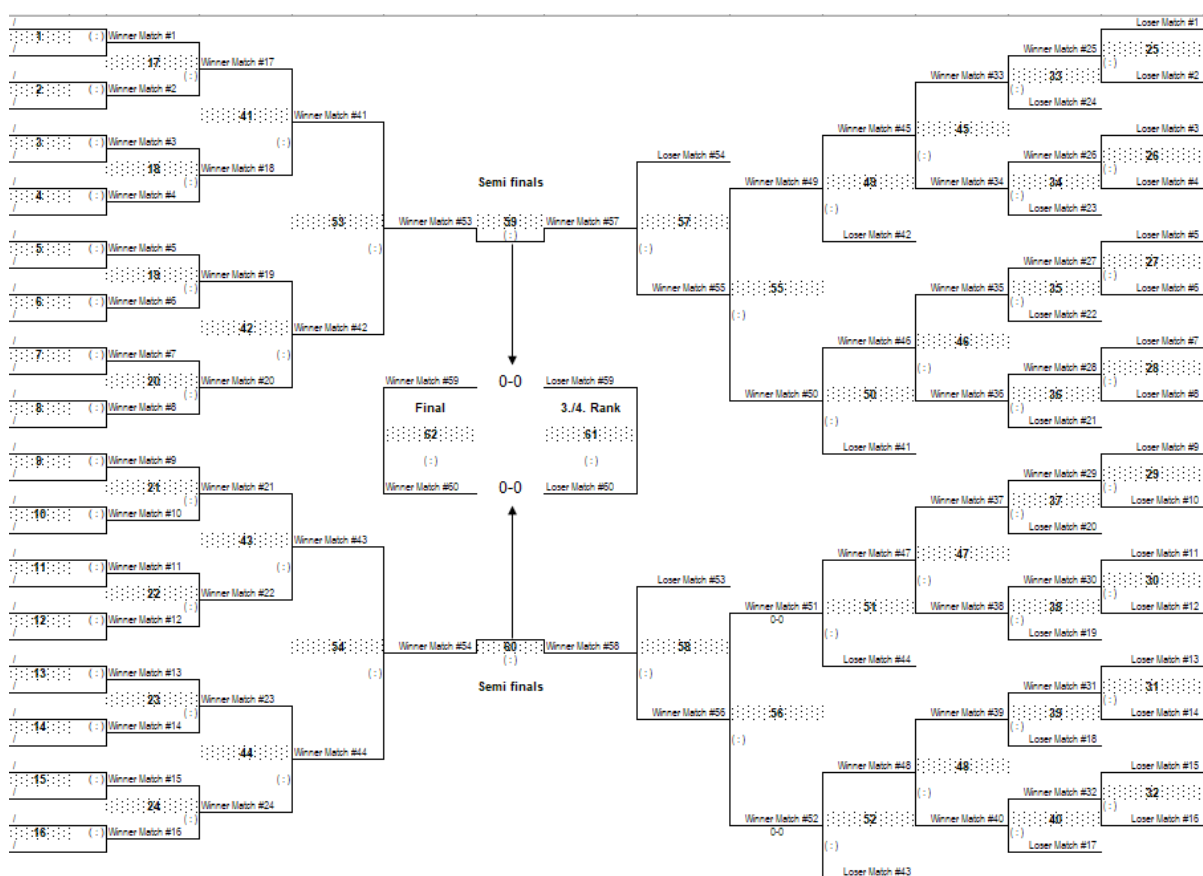 / Loser Match #1
1 ( : ) Winner Match #1 Winner Match #25 25
/ 17 Winner Match #17 Winner Match #33 33 ( : )
/ ( : ) ( : ) Loser Match #2
2 ( : ) Winner Match #2
/ Loser Match #24
41 Winner Match #41 Winner Match #45 45
/ Loser Match #3
3 ( : ) Winner Match #3 ( : ) ( : ) Winner Match #26 26
/ 18 Winner Match #18 Loser Match #54 34 ( : )
/ ( : ) Semi finals Winner Match #49 49 Winner Match #34 ( : ) Loser Match #4
4 ( : ) Winner Match #4 ( : )
/ Loser Match #23
53 Winner Match #53 59 Winner Match #57 57
/ ( : ) Loser Match #5
5 ( : ) Winner Match #5 ( : ) ( : ) Loser Match #42
/ 19 Winner Match #19 Winner Match #27 27
/ ( : ) Winner Match #55 55 Winner Match #35 35 ( : )
6 ( : ) Winner Match #6 ( : ) Loser Match #6
/ ( : ) Loser Match #22
42 Winner Match #42 46
/ Winner Match #46 Loser Match #7
7 ( : ) Winner Match #7 ( : ) ( : )
/ 20 Winner Match #20 Winner Match #59 0-0 Loser Match #59 Winner Match #28 28
/ ( : ) Winner Match #50 50 Winner Match #36 36 ( : )
8 ( : ) Winner Match #8 Final 3./4. Rank ( : ) Loser Match #8
/ ( : ) Loser Match #21
62 61
/ Loser Match #41 Loser Match #9
9 ( : ) Winner Match #9 ( : ) ( : )
/ 21 Winner Match #21 Winner Match #60 0-0 Loser Match #60 Winner Match #29 29
/ ( : ) Winner Match #37 37 ( : )
10 ( : ) Winner Match #10 ( : ) Loser Match #10
/ Loser Match #20
43 Winner Match #43 Winner Match #47 47
/ Loser Match #11
11 ( : ) Winner Match #11 ( : ) Loser Match #53 ( : ) Winner Match #30 30
/ 22 Winner Match #22 38 ( : )
/ ( : ) Winner Match #51 51 Winner Match #38 Loser Match #12
12 ( : ) Winner Match #12 0-0 ( : ) ( : )
/ Loser Match #19
54 Winner Match #54 60 Winner Match #58 58
/ ( : ) Loser Match #44 Loser Match #13
13 ( : ) Winner Match #13 ( : ) ( : )
/ 23 Winner Match #23 Semi finals Winner Match #31 31
/ ( : ) Winner Match #56 56 Winner Match #39 39 ( : )
14 ( : ) Winner Match #14 ( : ) Loser Match #14
/ ( : ) Loser Match #18
44 Winner Match #44 48
/ Winner Match #48 Loser Match #15
15 ( : ) Winner Match #15 ( : ) ( : )
/ 24 Winner Match #24 Winner Match #32 32
/ ( : ) Winner Match #52 52 Winner Match #40 40 ( : )
16 ( : ) Winner Match #16 0-0 ( : ) Loser Match #16
/ ( : ) Loser Match #17
Loser Match #43